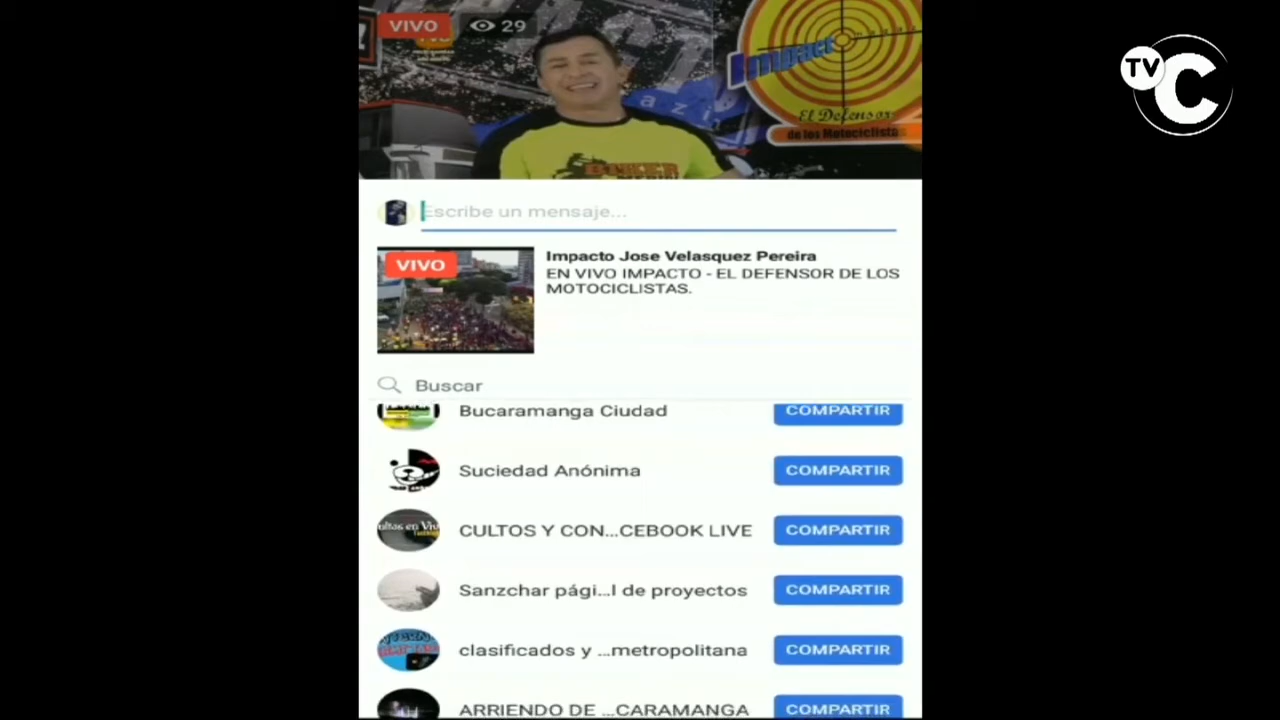 VIVO
29
TV C
Impact
El Defensor
de los Motociclistas
BIKER
Escribe un mensaje...
VIVO
Impacto Jose Velasquez Pereira
EN VIVO IMPACTO - EL DEFENSOR DE LOS
MOTOCICLISTAS.
Buscar
Bucaramanga Ciudad COMPARTIR
Suciedad Anónima COMPARTIR
CULTOS Y CON...CEBOOK LIVE COMPARTIR
Sanzchar pági...l de proyectos COMPARTIR
clasificados y ...metropolitana COMPARTIR
ARRIENDO DE ...CARAMANGA COMPARTIR